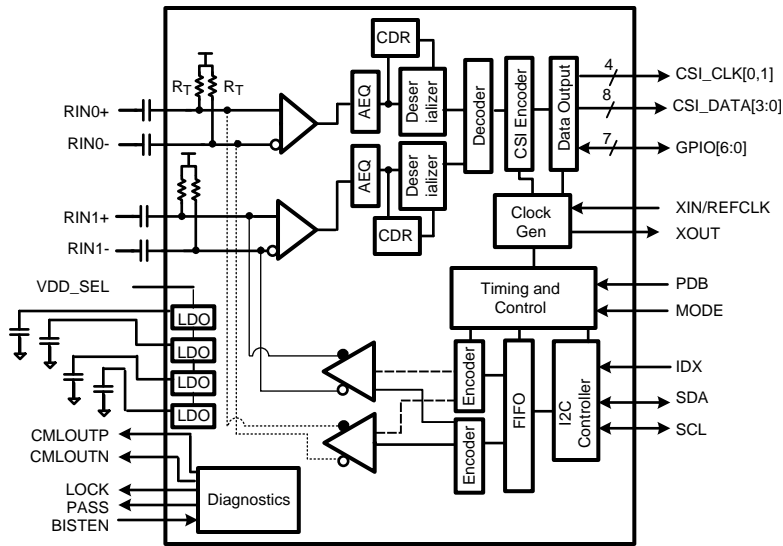 CDR
4
CSI_CLK[0,1]
RT RT
AEQ
Deser
ializer
Decoder
CSI Encoder
Data Output
8
CSI_DATA[3:0]
RIN0+
RIN0-
7
GPIO[6:0]
AEQ
Deser
ializer
RIN1+
RIN1-
CDR
Clock
Gen
XIN/REFCLK
XOUT
VDD_SEL
Timing and
Control
PDB
MODE
LDO
LDO
LDO
LDO
Encoder
Encoder
FIFO
I2C
Controller
IDX
SDA
SCL
CMLOUTP
CMLOUTN
LOCK
PASS
BISTEN
Diagnostics